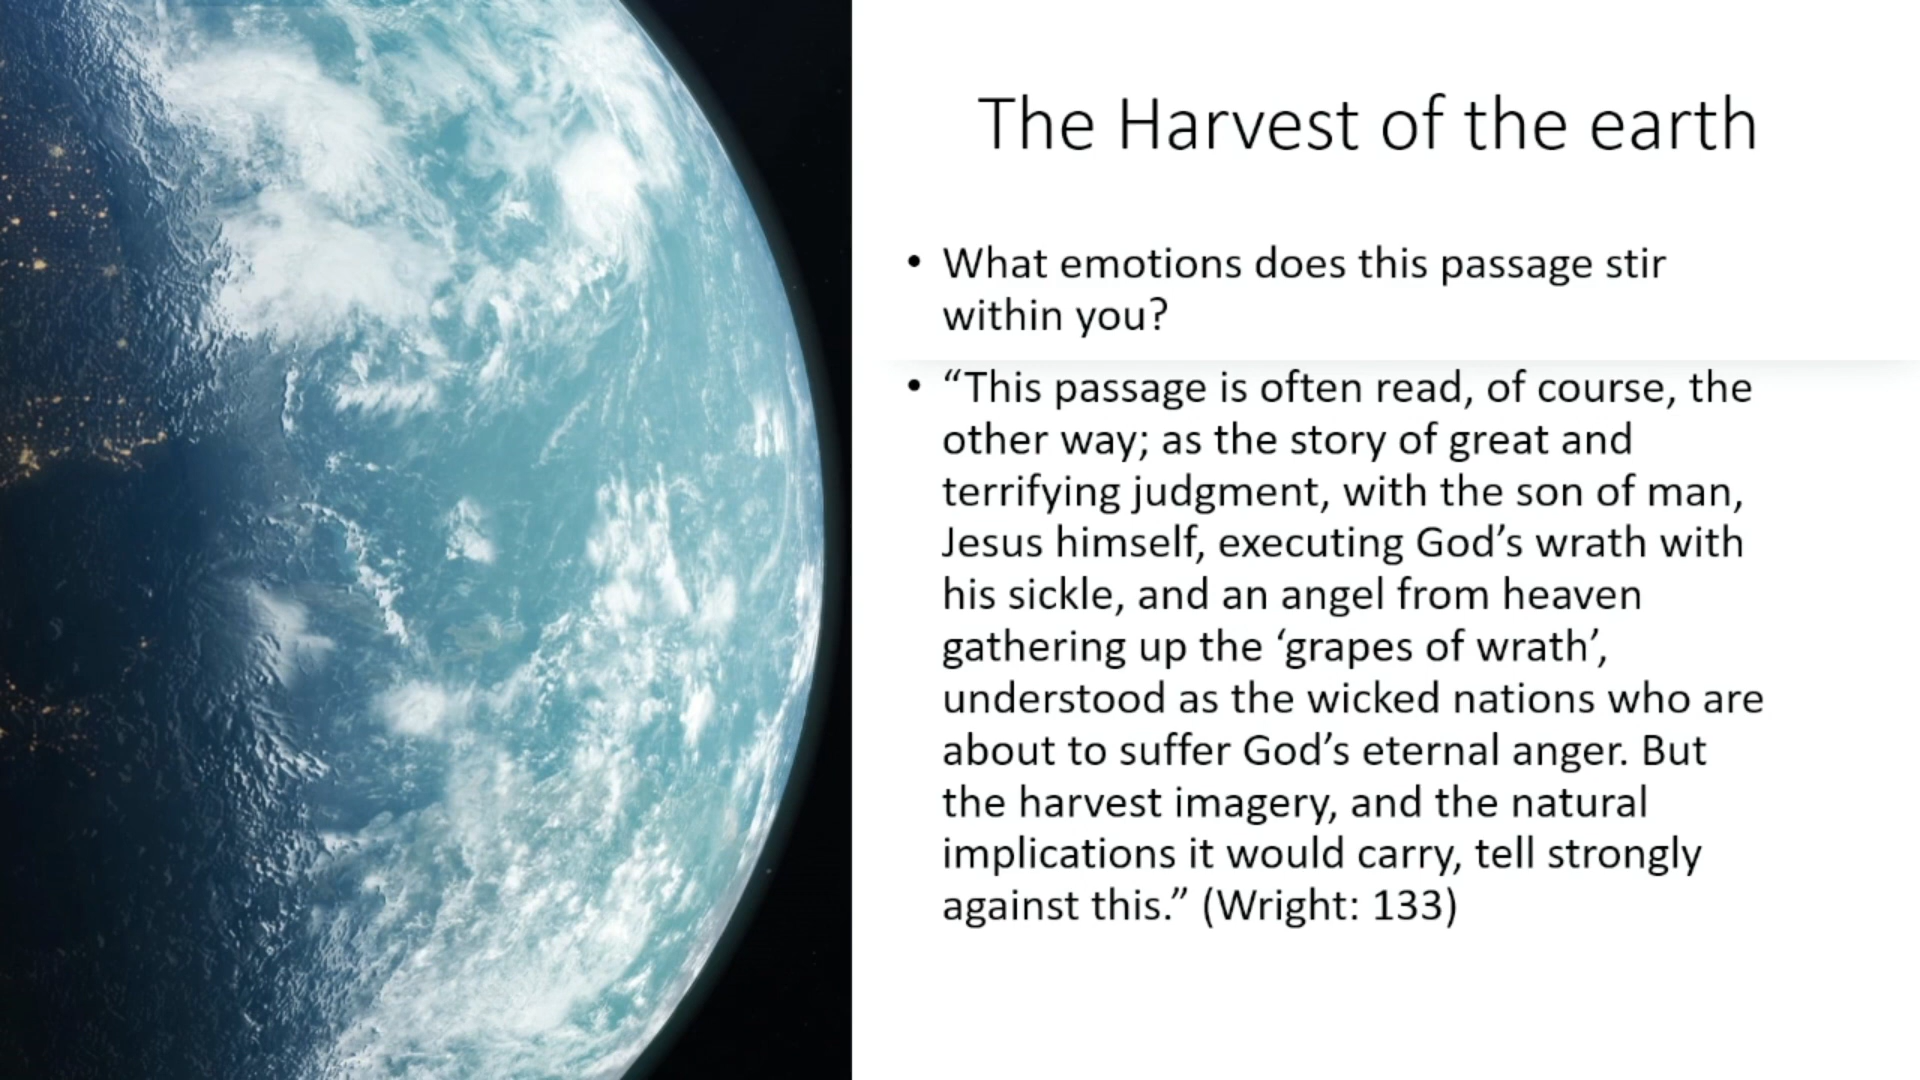 The Harvest of the earth
• What emotions does this passage stir
within you?
• “This passage is often read, of course, the
other way; as the story of great and
terrifying judgment, with the son of man,
Jesus himself, executing God’s wrath with
his sickle, and an angel from heaven
gathering up the ‘grapes of wrath’,
understood as the wicked nations who are
about to suffer God’s eternal anger. But
the harvest imagery, and the natural
implications it would carry, tell strongly
against this.” (Wright: 133)